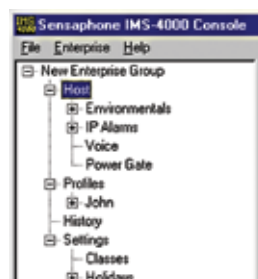 Sensaphone IMS-4000 Console
File Enterprise Help
New Enterprise Group
Host
Environmentals
IP Alarms
Voice
Power Gate
Profiles
John
History
Settings
Classes
Holidays